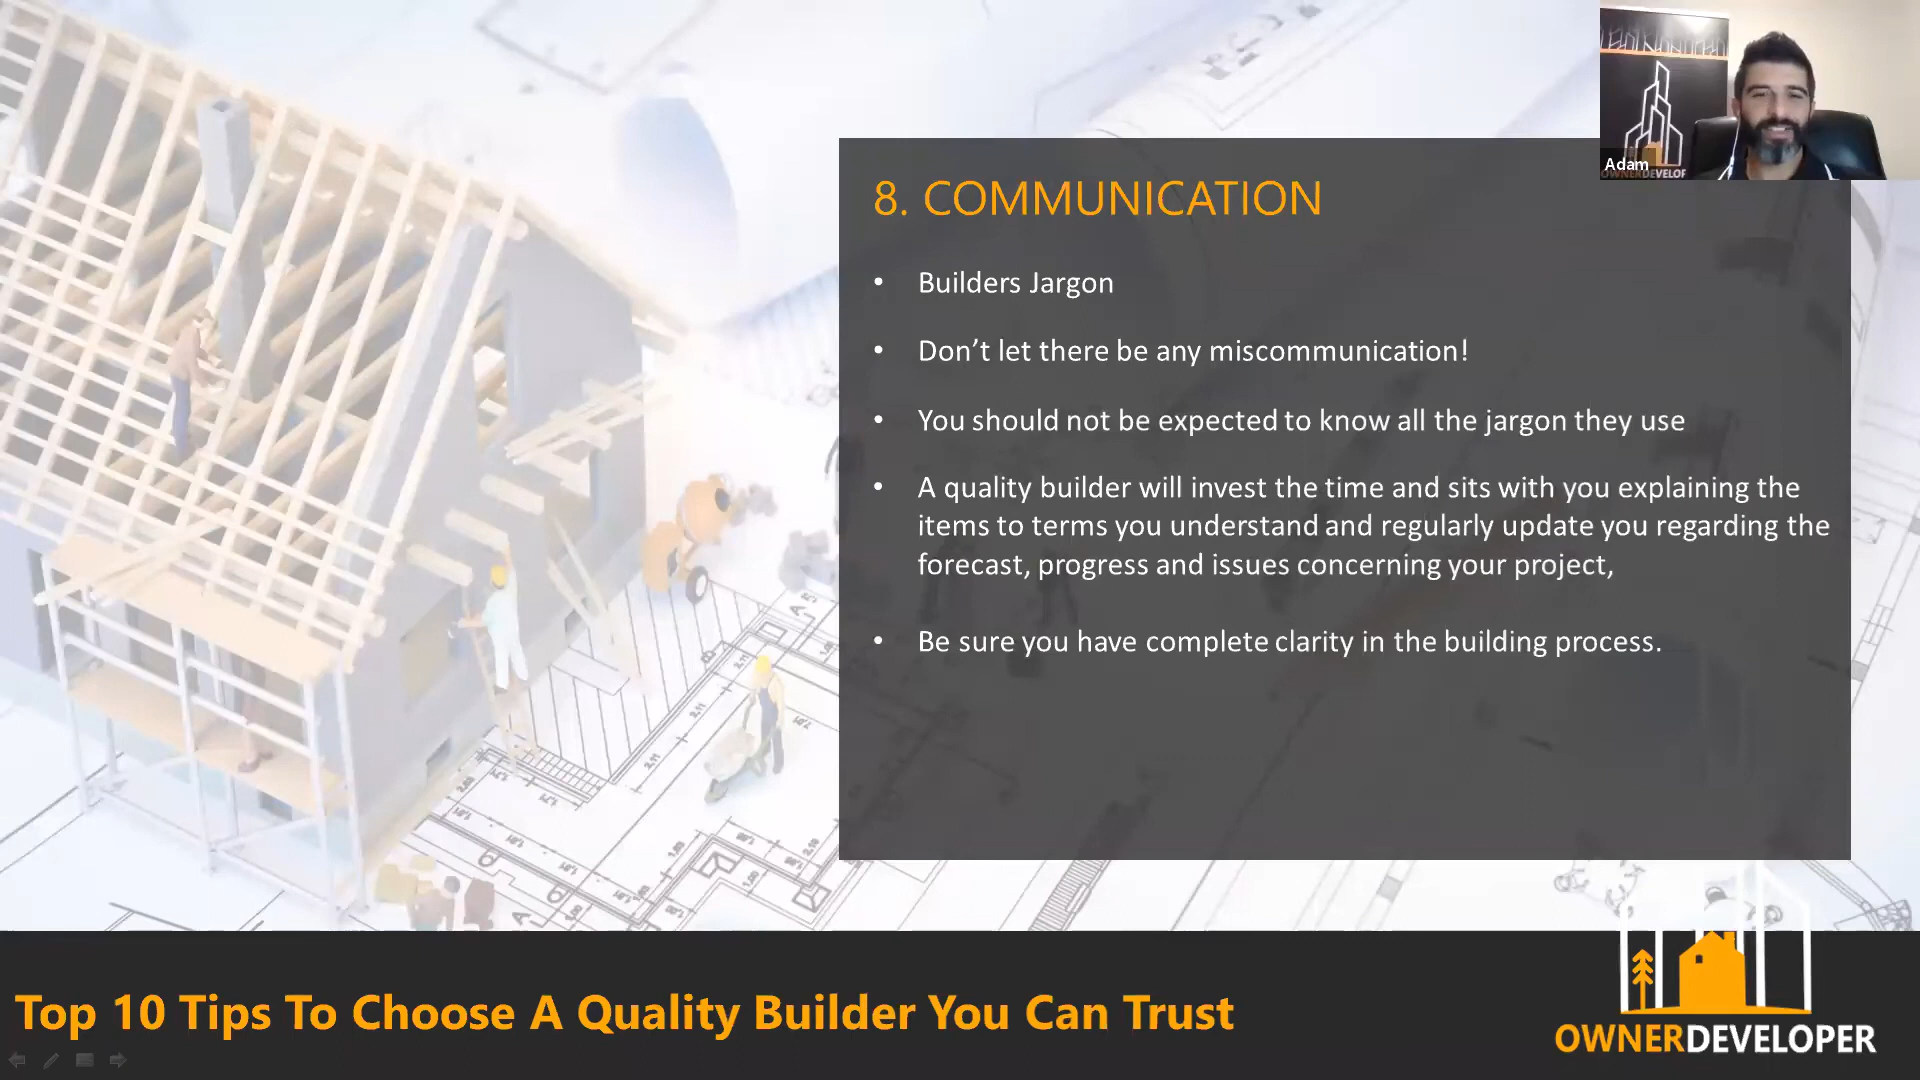 Adam
OWNERDEVELOP
8. COMMUNICATION
• Builders Jargon
• Don’t let there be any miscommunication!
• You should not be expected to know all the jargon they use
• A quality builder will invest the time and sits with you explaining the
items to terms you understand and regularly update you regarding the
forecast, progress and issues concerning your project,
• Be sure you have complete clarity in the building process.
Top 10 Tips To Choose A Quality Builder You Can Trust
OWNERDEVELOPER